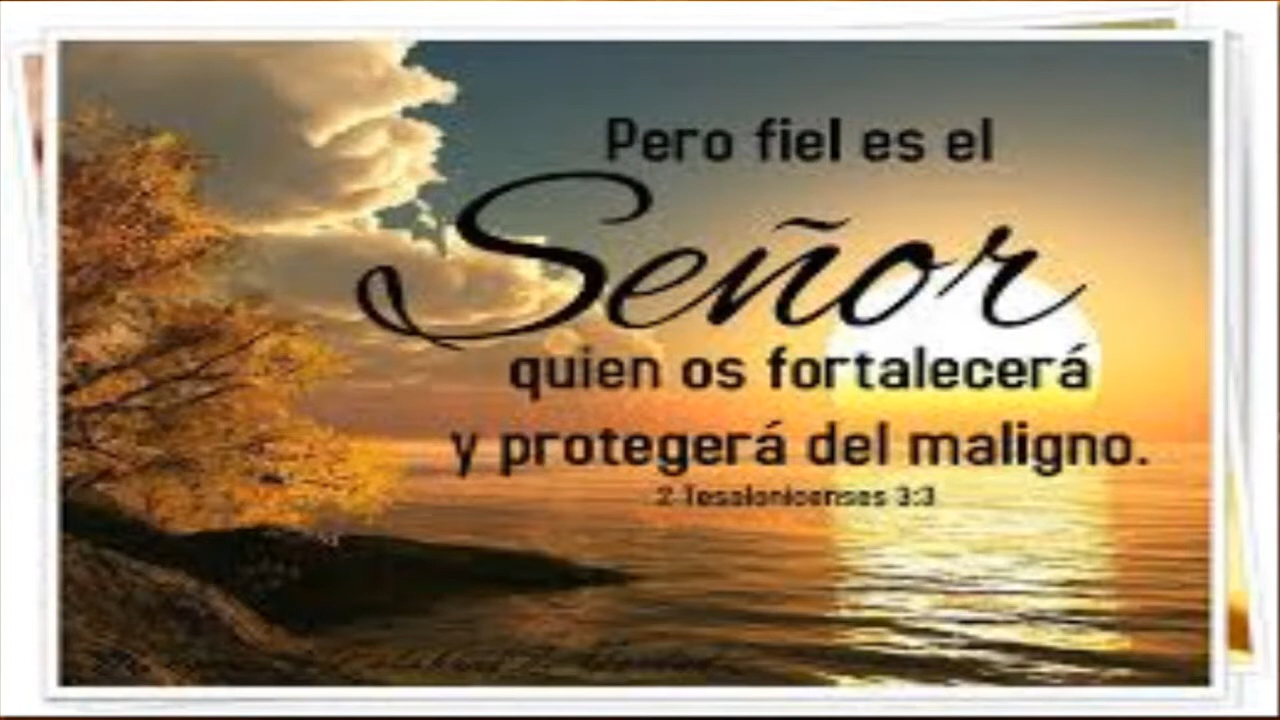 Pero fiel es el
Señor
quien os fortalecerá
y protegerá del maligno.
2 Tesalonicenses 3:3